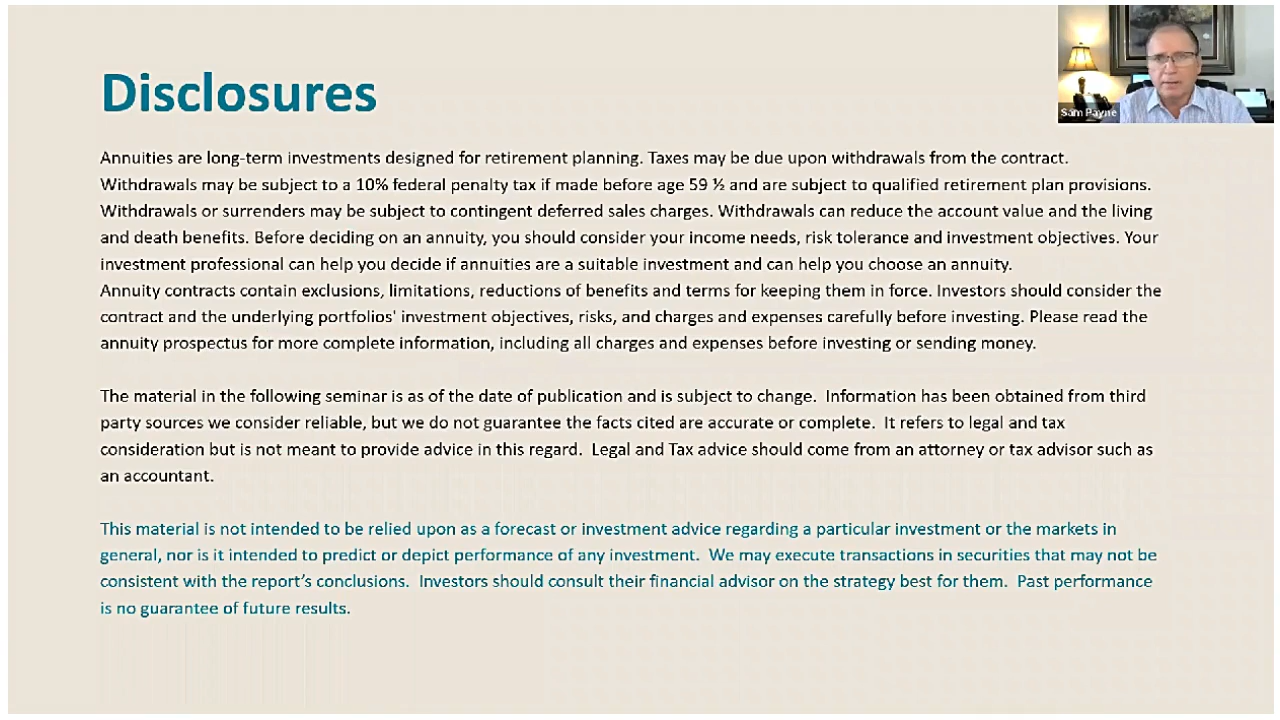 Disclosures
Sam Payne
Annuities are long-term investments designed for retirement planning. Taxes may be due upon withdrawals from the contract.
Withdrawals may be subject to a 10% federal penalty tax if made before age 59 ½ and are subject to qualified retirement plan provisions.
Withdrawals or surrenders may be subject to contingent deferred sales charges. Withdrawals can reduce the account value and the living
and death benefits. Before deciding on an annuity, you should consider your income needs, risk tolerance and investment objectives. Your
investment professional can help you decide if annuities are a suitable investment and can help you choose an annuity.
Annuity contracts contain exclusions, limitations, reductions of benefits and terms for keeping them in force. Investors should consider the
contract and the underlying portfolios' investment objectives, risks, and charges and expenses carefully before investing. Please read the
annuity prospectus for more complete information, including all charges and expenses before investing or sending money.
The material in the following seminar is as of the date of publication and is subject to change.  Information has been obtained from third
party sources we consider reliable, but we do not guarantee the facts cited are accurate or complete.  It refers to legal and tax
consideration but is not meant to provide advice in this regard.  Legal and Tax advice should come from an attorney or tax advisor such as
an accountant.
This material is not intended to be relied upon as a forecast or investment advice regarding a particular investment or the markets in
general, nor is it intended to predict or depict performance of any investment.  We may execute transactions in securities that may not be
consistent with the report’s conclusions.  Investors should consult their financial advisor on the strategy best for them.  Past performance
is no guarantee of future results.